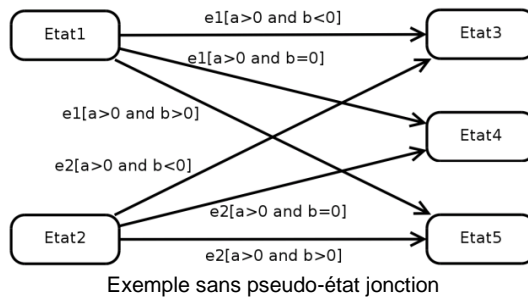 e1[a>0 and b<0]
Etat1
Etat3
e1[a>0 and b=0]
e1[a>0 and b>0]
Etat4
e2[a>0 and b<0]
e2[a>0 and b=0]
Etat2
Etat5
e2[a>0 and b>0]
Exemple sans pseudo-état jonction